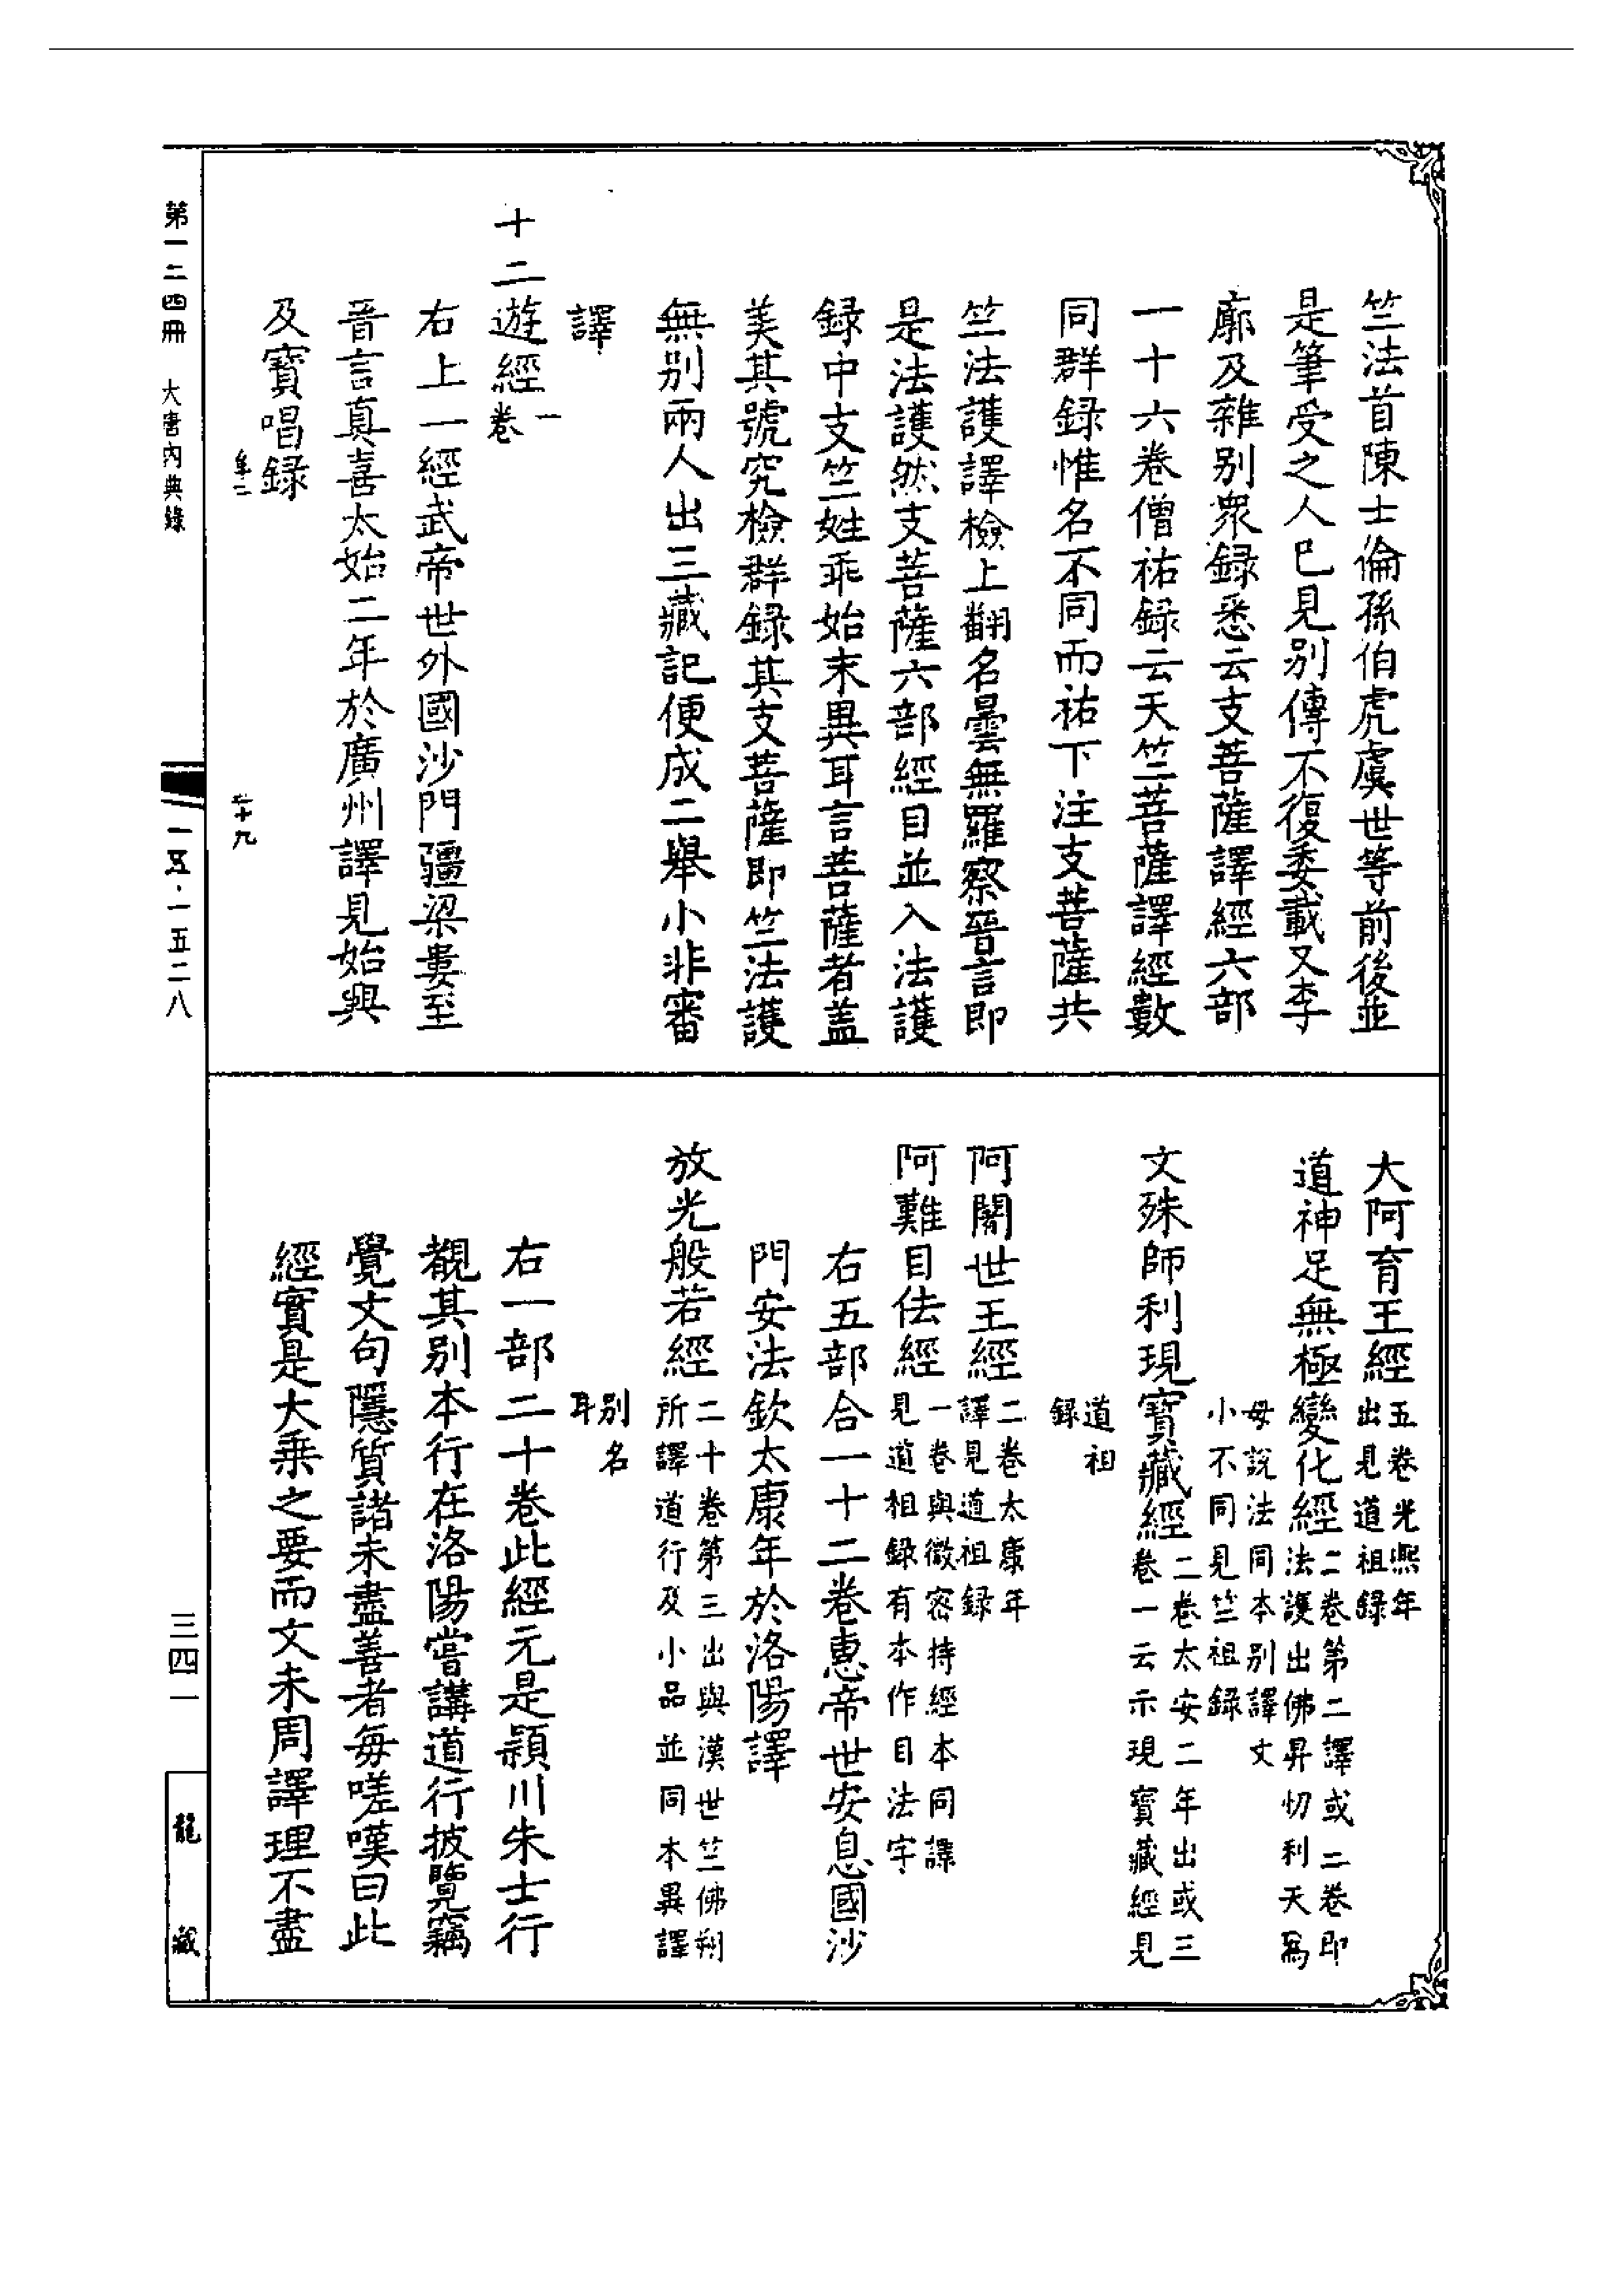 竺法首陳士倫孫伯虎虞世等前後並
是筆受之人已見別傳不復委載又李
廓及雜別衆録悉云支菩薩譯經六部
一十六卷僧祐録云天竺菩薩譯經數
同群録惟名不同而祐下注支菩薩共
竺法護譯檢上翻名曇無羅察晉言即
是法護然支菩薩六部經目並入法護
録中支竺姓乖始末異耳言菩薩者蓋
美其號究檢群録其支菩薩即竺法護
無別兩人出三藏記便成二舉小非審
譯
十二遊經一卷
右上一經武帝世外國沙門疆梁婁至
晉言真喜太始二年於廣州譯見始興
及寶唱録
大阿育王經五卷光熙年出見道祖錄
道神足無極變化經二卷第二譯或三卷即法護出佛昇忉利天爲
母說法同本別譯文小不同見竺祖錄
文殊師利現寶藏經二卷太安二年出或三卷一云示現寶藏經見
道祖錄
阿闍世王經二卷太康年譯見道祖錄
阿難目佉經一卷與微密持經本同譯見道祖錄有本作目法字
右五部合一十二卷惠帝世安息國沙
門安法欽太康年於洛陽譯
放光般若經二十卷第三出與漢世竺佛朔所譯道行及小品並同本異譯
別名耳
右一部二十卷此經元是穎川朱士行
覩其別本行在洛陽嘗講道行披覽竊
覺文句隱質諸未盡善者每嗟嘆曰此
經實是大乘之要而文未周譯理不盡
第一二四冊 大唐内典錄
一五·一五二八
三四一
龍藏